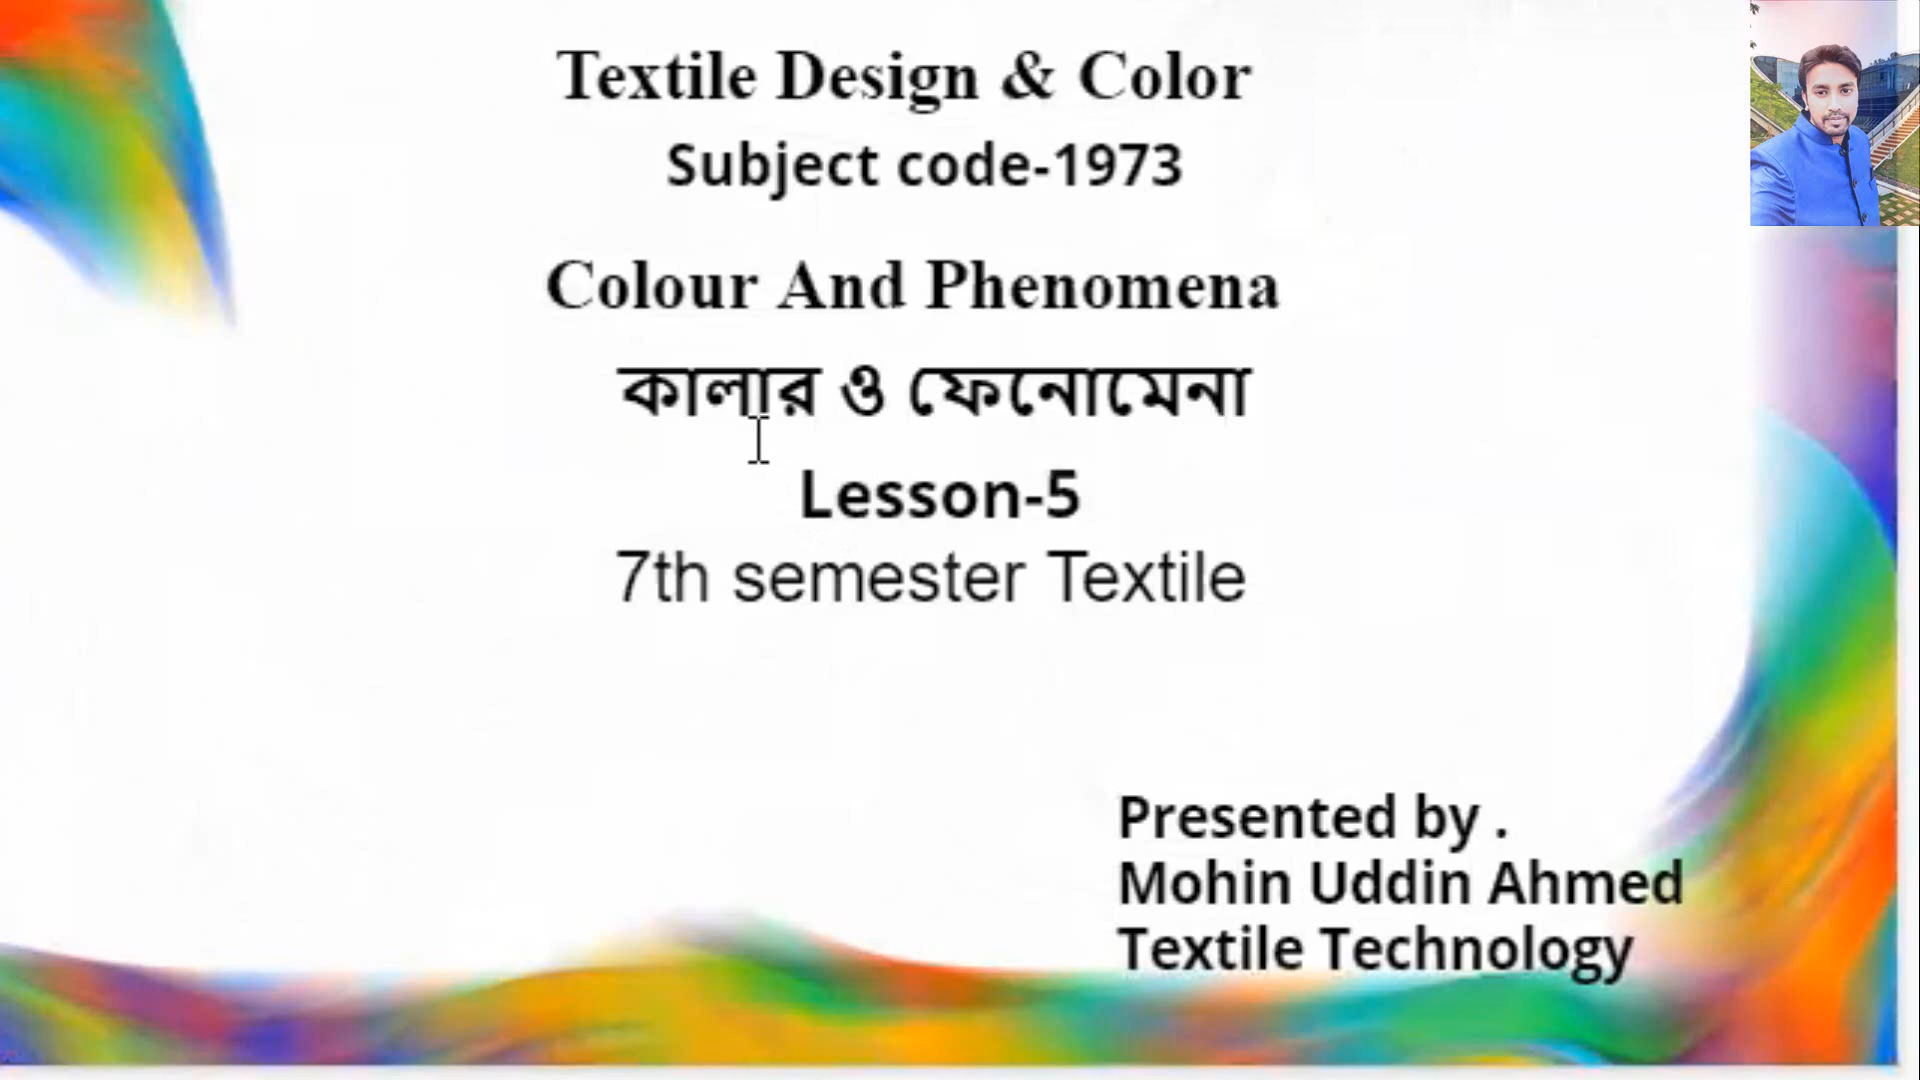 Textile Design & Color
Subject code-1973
Colour And Phenomena
কালার ও ফেনোমেনা
Lesson-5
7th semester Textile
Presented by .
Mohin Uddin Ahmed
Textile Technology